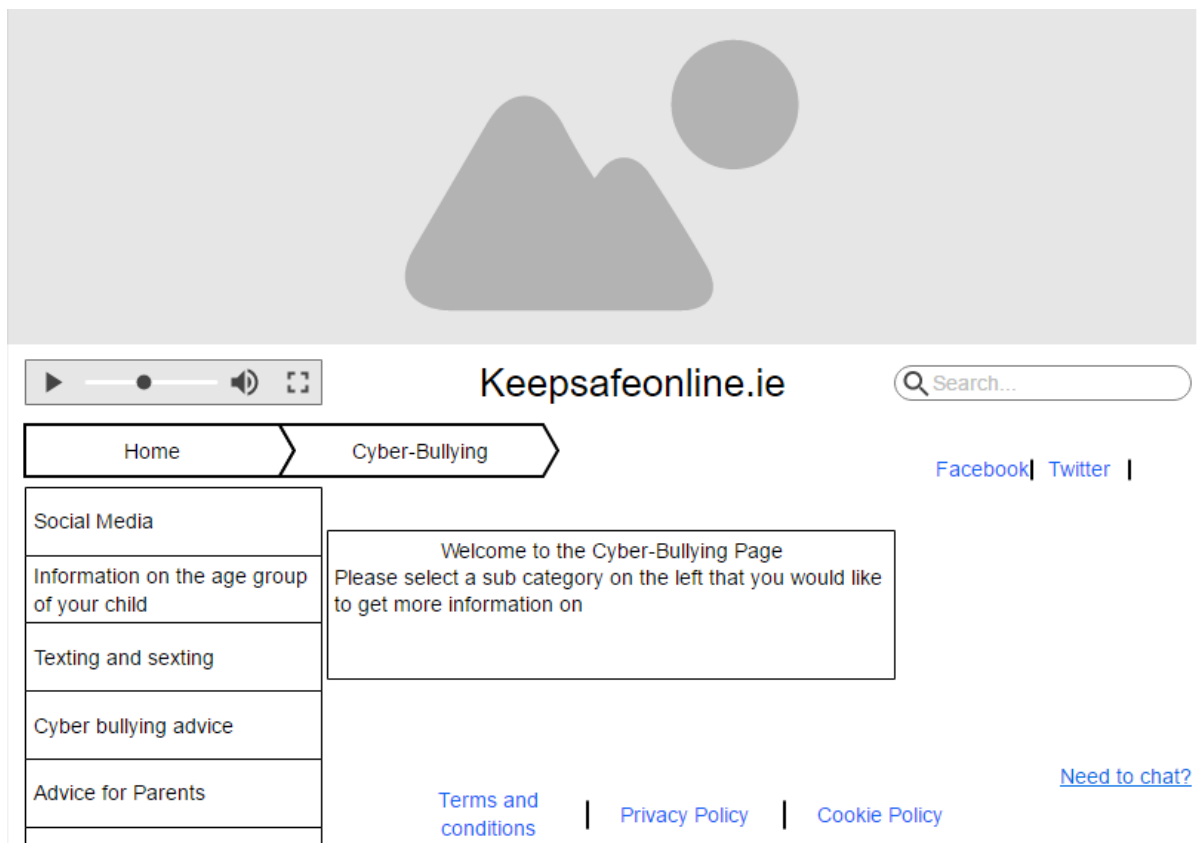 Keepsafeonline.ie
Search...
Home
Cyber-Bullying
Facebook
Twitter
Social Media
Information on the age group
of your child
Texting and sexting
Cyber bullying advice
Advice for Parents
Welcome to the Cyber-Bullying Page
Please select a sub category on the left that you would like
to get more information on
Need to chat?
Terms and
conditions
Privacy Policy
Cookie Policy